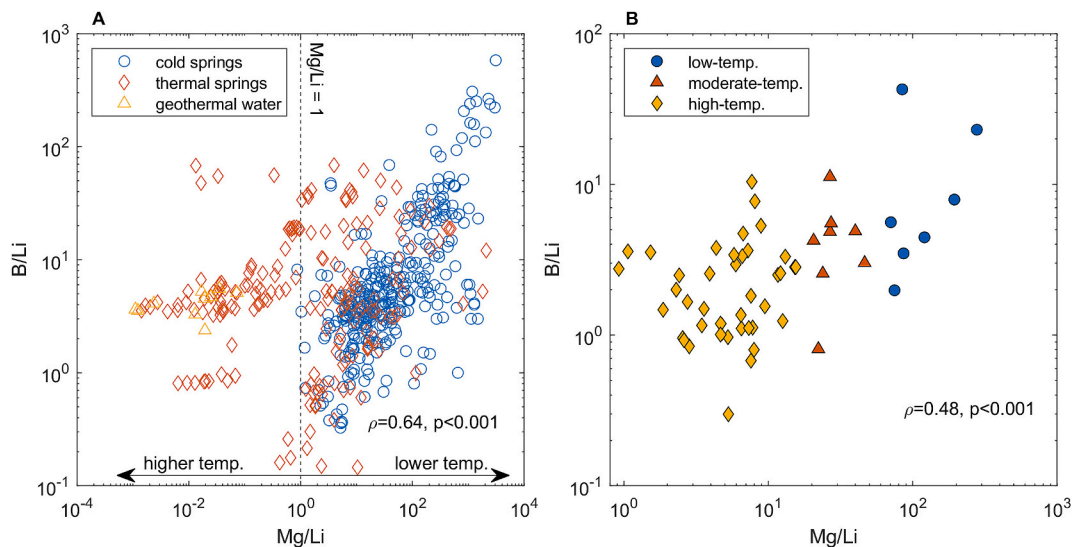 A
10³
10²
10¹
10⁰
10⁻¹
B/Li
cold springs
thermal springs
geothermal water
Mg/Li = 1
ρ=0.64, p<0.001
higher temp.
lower temp.
10⁻⁴
10⁻²
10⁰
10²
10⁴
Mg/Li
B
10²
10¹
10⁰
10⁻¹
B/Li
low-temp.
moderate-temp.
high-temp.
ρ=0.48, p<0.001
10⁰
10¹
10²
10³
Mg/Li